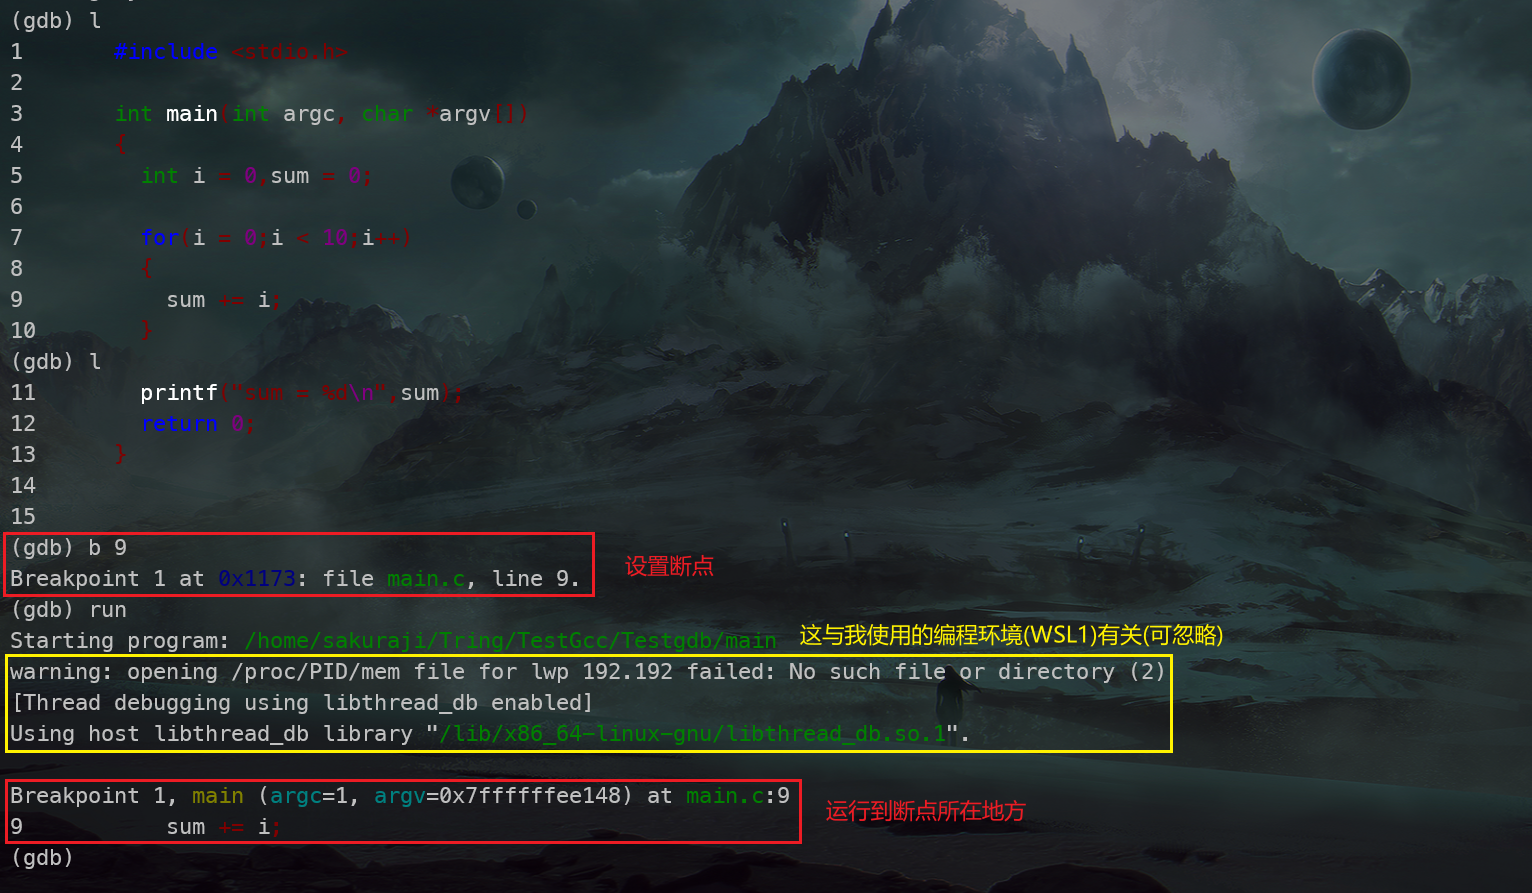 (gdb) l
1 #include <stdio.h>
2
3 int main(int argc, char *argv[])
4 {
5 int i = 0,sum = 0;
6
7 for(i = 0;i < 10;i++)
8 {
9 sum += i;
10 }
(gdb) l
11 printf("sum = %d\n",sum);
12 return 0;
13 }
14
15
(gdb) b 9
Breakpoint 1 at 0x1173: file main.c, line 9.
设置断点
(gdb) run
Starting program: /home/sakuraji/Tring/TestGcc/Testgdb/main
这与我使用的编程环境(WSL1)有关(可忽略)
warning: opening /proc/PID/mem file for lwp 192.192 failed: No such file or directory (2)
[Thread debugging using libthread_db enabled]
Using host libthread_db library "/lib/x86_64-linux-gnu/libthread_db.so.1".
Breakpoint 1, main (argc=1, argv=0x7ffffffee148) at main.c:9
9 sum += i;
运行到断点所在地方
(gdb)